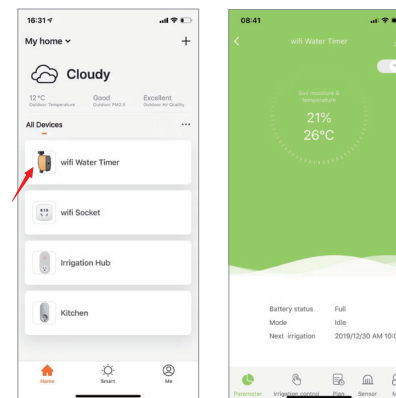 16:31
My home
Cloudy
12 °C Good Excellent
Outdoor Temperature Outdoor PM2.5 Outdoor Air Quality
All Devices
wifi Water Timer
wifi Socket
Irrigation Hub
Kitchen
Home Smart Me
08:41
wifi Water Timer
Soil moisture &
temperature
21%
26°C
Battery status Full
Mode Idle
Next irrigation 2019/12/30 AM 10:0
Parameter Irrigation control Plan Sensor